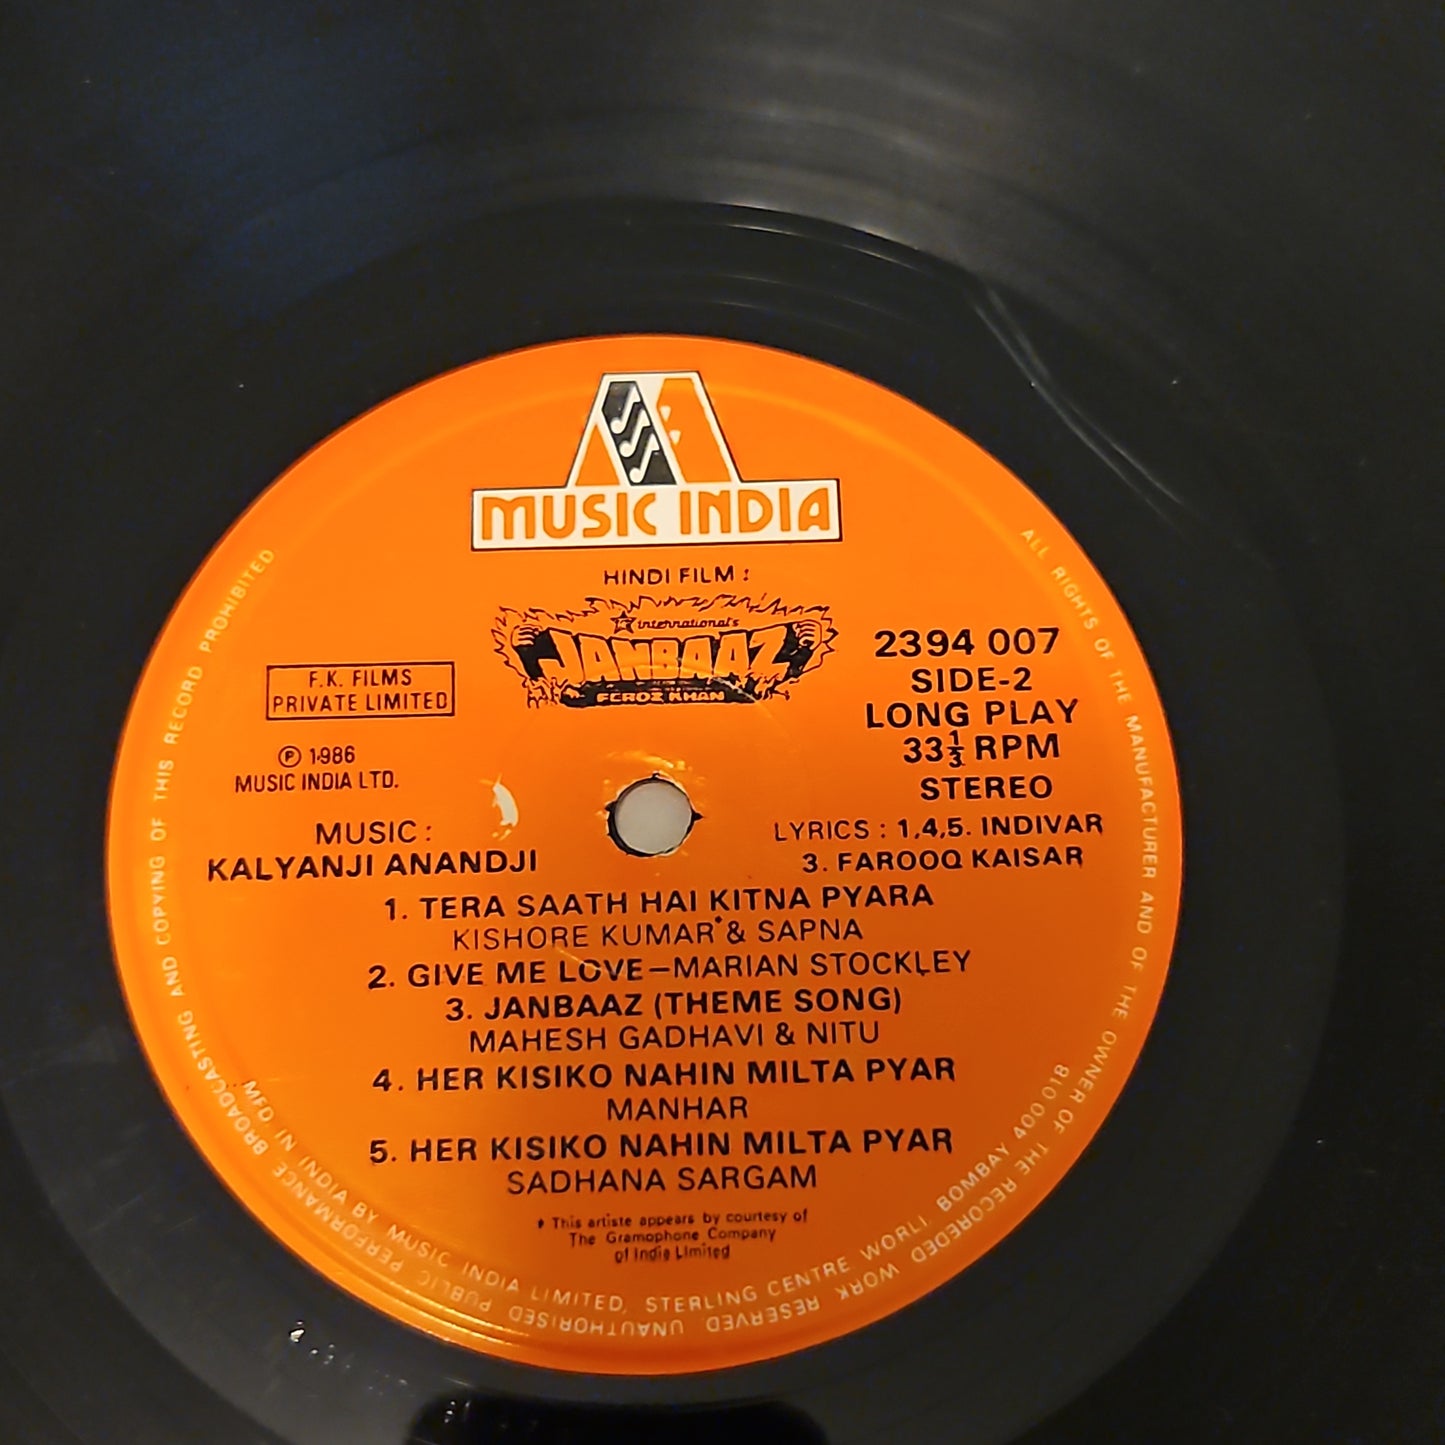 MUSIC INDIA
HINDI FILM :
international's
JANBAAZ
FEROZ KHAN
F.K. FILMS
PRIVATE LIMITED
℗ 1986
MUSIC INDIA LTD.
2394 007
SIDE-2
LONG PLAY
33⅓ RPM
STEREO
MUSIC :
KALYANJI ANANDJI
LYRICS : 1,4,5. INDIVAR
3. FAROOQ KAISAR
1. TERA SAATH HAI KITNA PYARA
KISHORE KUMAR* & SAPNA
2. GIVE ME LOVE–MARIAN STOCKLEY
3. JANBAAZ (THEME SONG)
MAHESH GADHAVI & NITU
4. HER KISIKO NAHIN MILTA PYAR
MANHAR
5. HER KISIKO NAHIN MILTA PYAR
SADHANA SARGAM
* This artiste appears by courtesy of
The Gramophone Company
of India Limited
MFD. IN INDIA BY MUSIC INDIA LIMITED, STERLING CENTRE WORLI, BOMBAY 400 018
ALL RIGHTS OF THE MANUFACTURER AND OF THE OWNER OF THE RECORDED WORK RESERVED UNAUTHORISED PUBLIC PERFORMANCE BROADCASTING AND COPYING OF THIS RECORD PROHIBITED